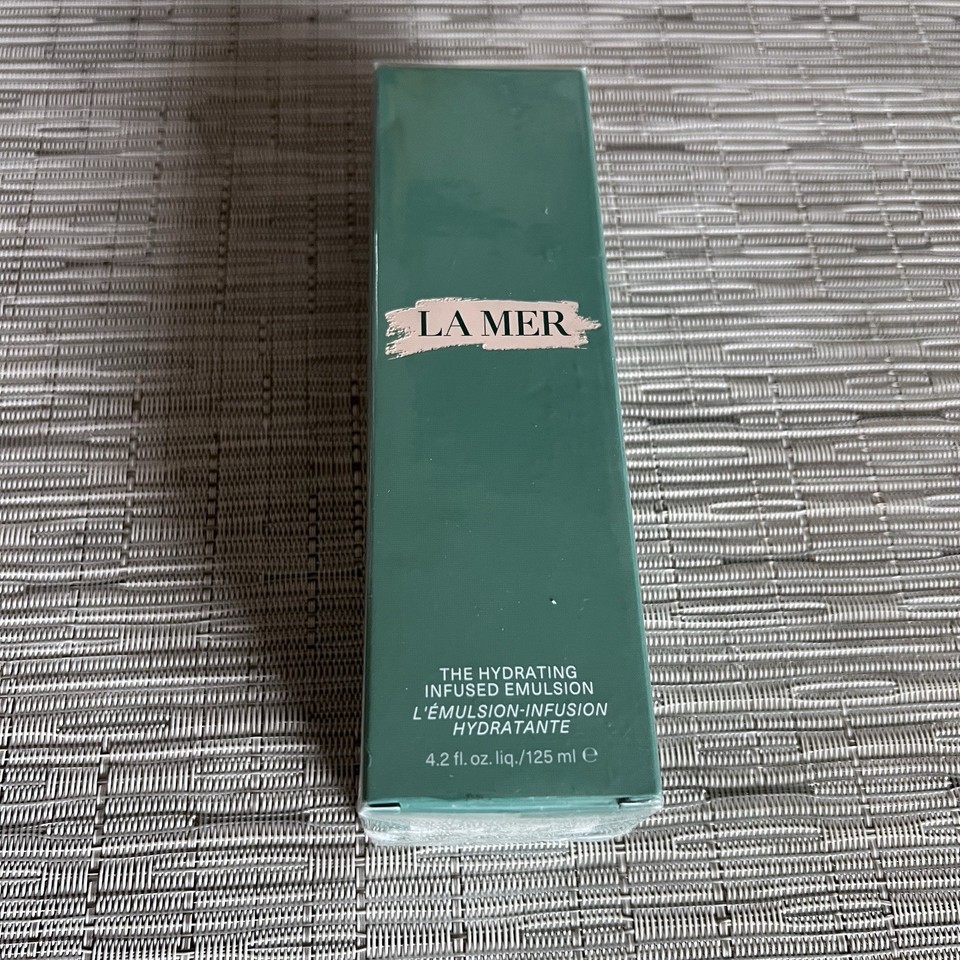 LA MER
THE HYDRATING
INFUSED EMULSION
L'ÉMULSION-INFUSION
HYDRATANTE
4.2 fl. oz. liq./125 ml ℮